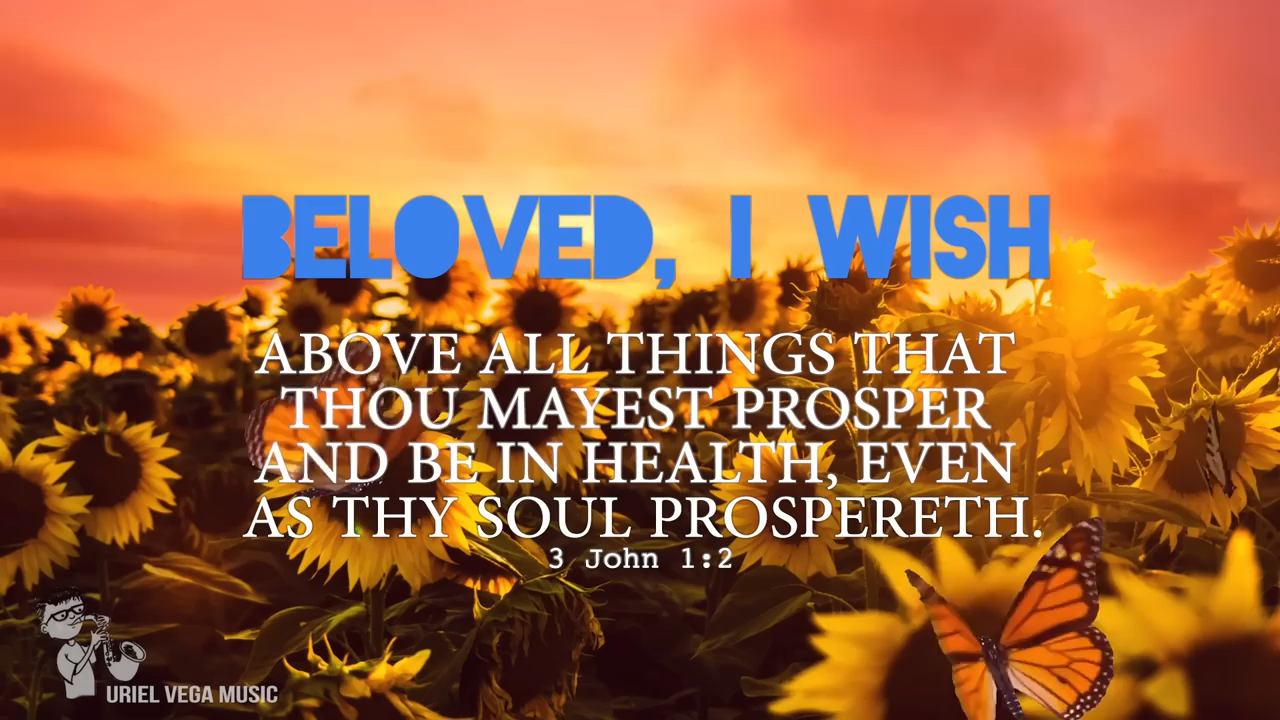 BELOVED, I WISH
ABOVE ALL THINGS THAT
THOU MAYEST PROSPER
AND BE IN HEALTH, EVEN
AS THY SOUL PROSPERETH.
3 John 1:2
URIEL VEGA MUSIC